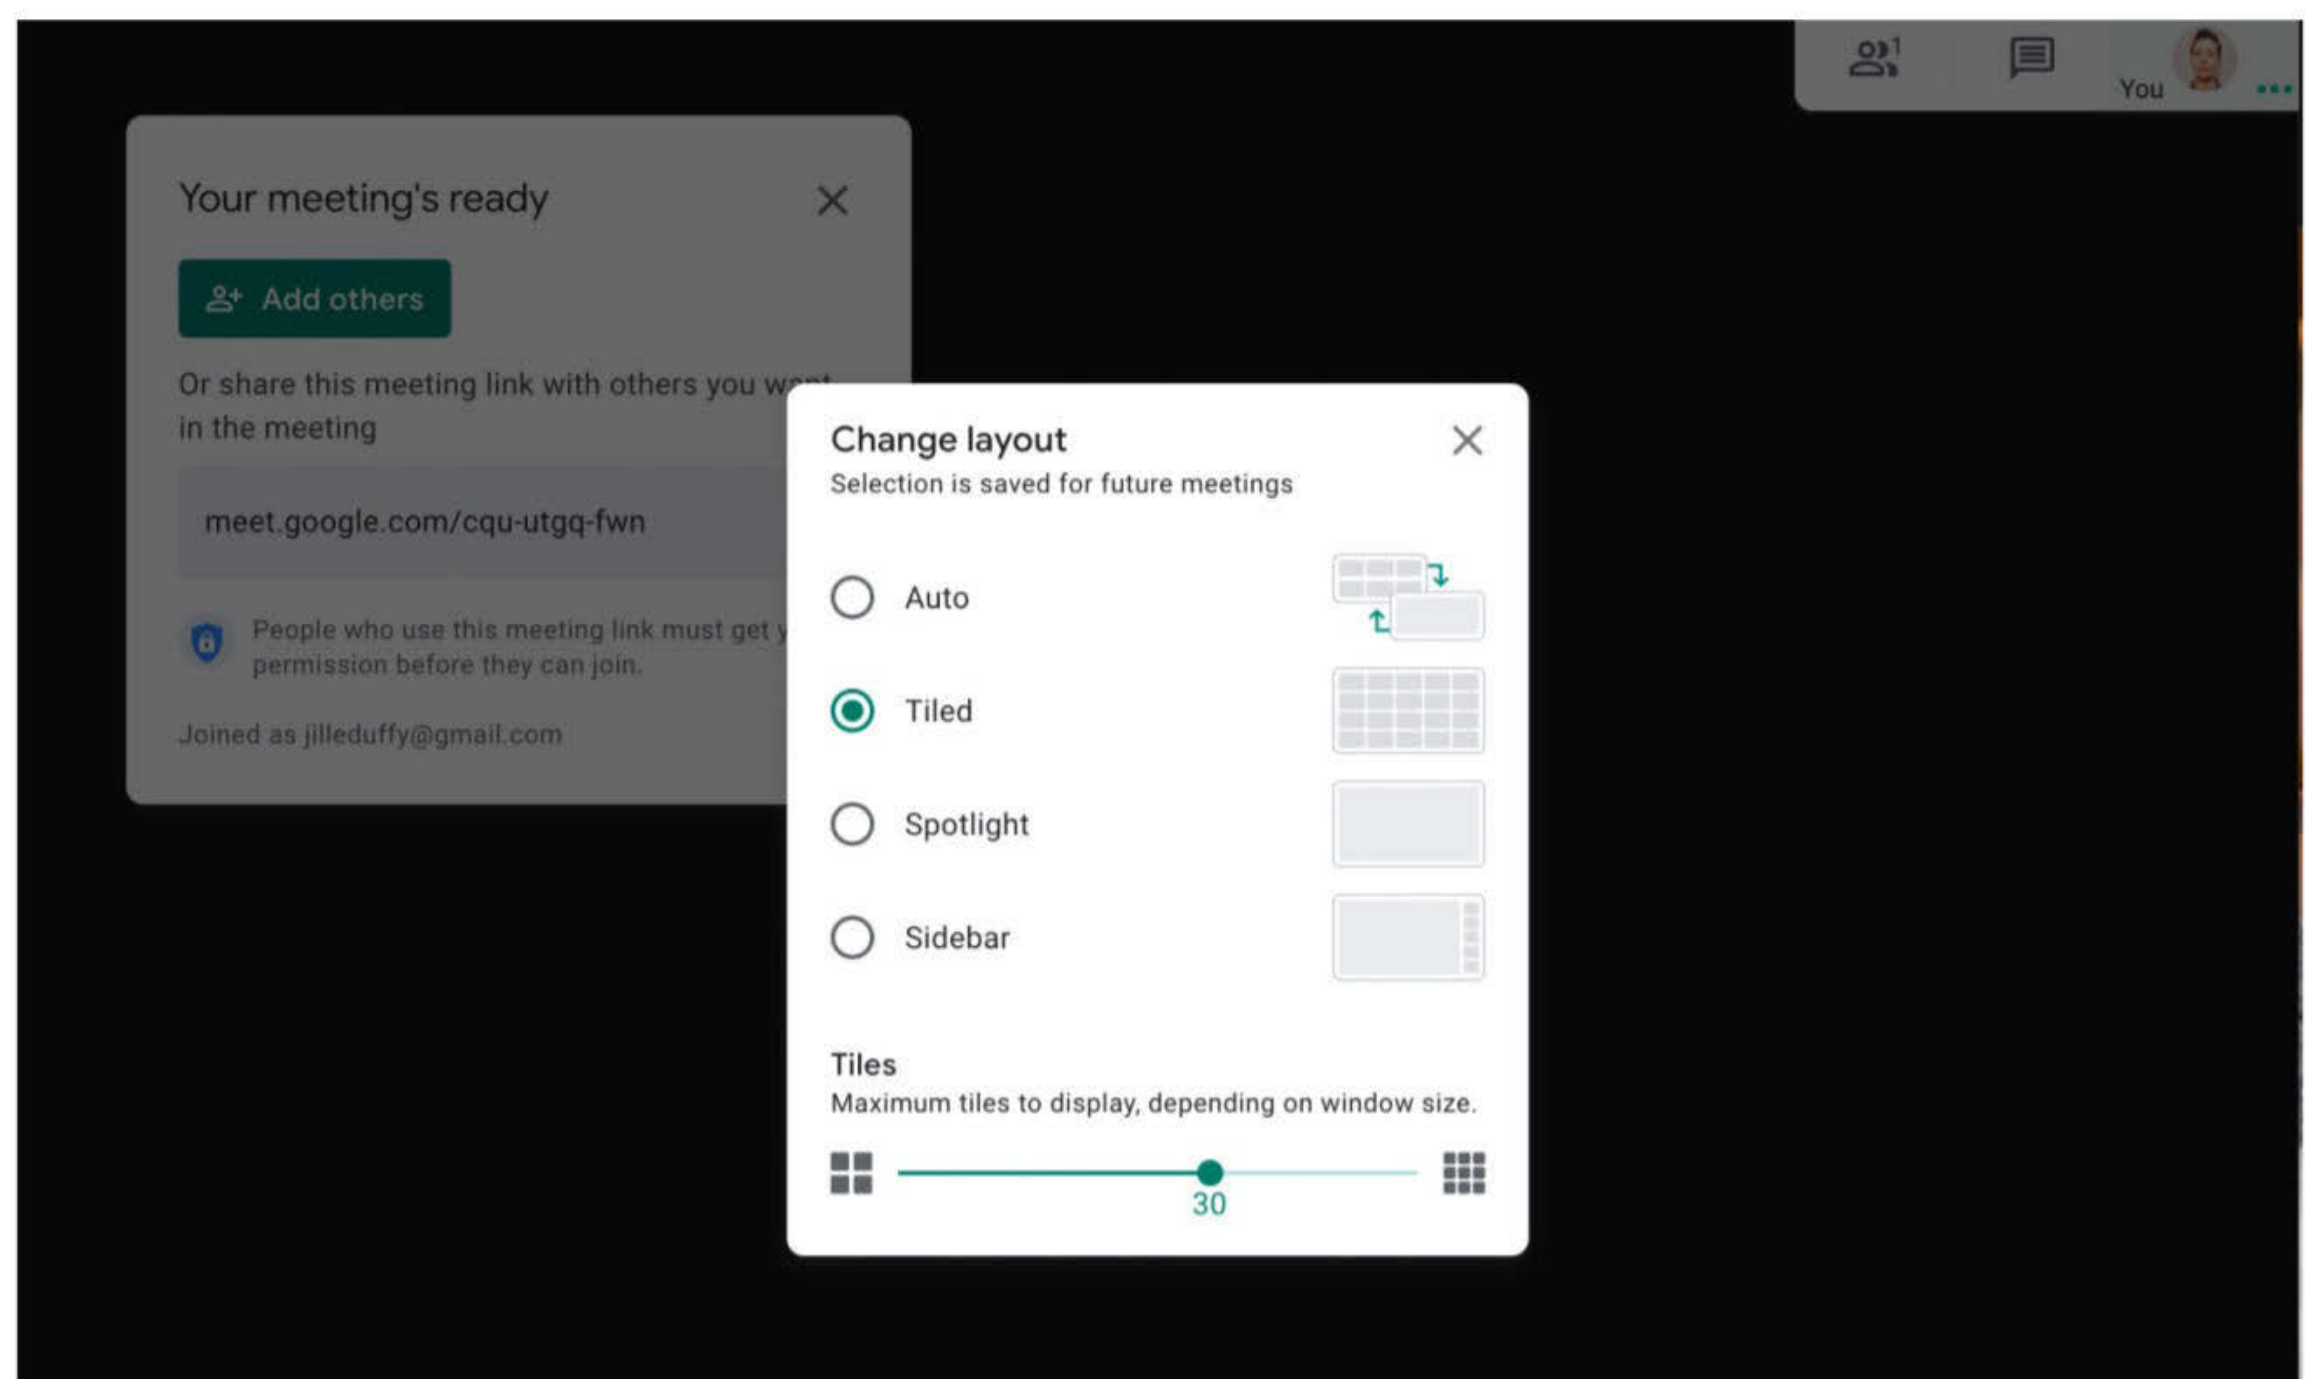 1
You
Your meeting's ready
Add others
Or share this meeting link with others you want
in the meeting
meet.google.com/cqu-utgq-fwn
People who use this meeting link must get
permission before they can join.
Joined as jilleduffy@gmail.com
Change layout
Selection is saved for future meetings
Auto
Tiled
Spotlight
Sidebar
Tiles
Maximum tiles to display, depending on window size.
30